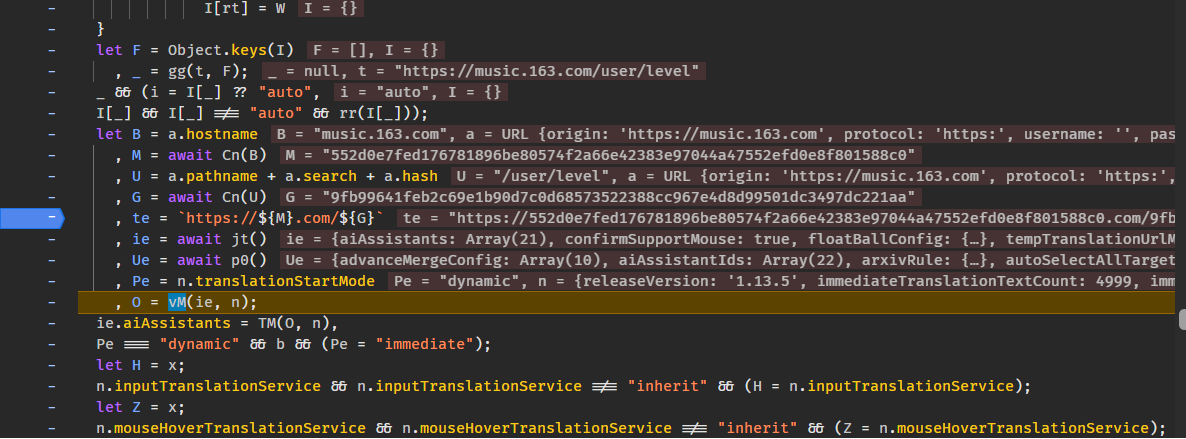 I[rt] = W I = {}
}
let F = Object.keys(I) F = [], I = {}
, _ = gg(t, F); _ = null, t = "https://music.163.com/user/level"
_ && (i = I[_] ?? "auto", i = "auto", I = {}
I[_] && I[_] !== "auto" && rr(I[_]));
let B = a.hostname B = "music.163.com", a = URL {origin: 'https://music.163.com', protocol: 'https:', username: '', pas
, M = await Cn(B) M = "552d0e7fed176781896be80574f2a66e42383e97044a47552efd0e8f801588c0"
, U = a.pathname + a.search + a.hash U = "/user/level", a = URL {origin: 'https://music.163.com', protocol: 'https:',
, G = await Cn(U) G = "9fb99641feb2c69e1b90d7c0d68573522388cc967e4d8d99501dc3497dc221aa"
, te = `https://${M}.com/${G}` te = "https://552d0e7fed176781896be80574f2a66e42383e97044a47552efd0e8f801588c0.com/9fb
, ie = await jt() ie = {aiAssistants: Array(21), confirmSupportMouse: true, floatBallConfig: {…}, tempTranslationUrlM
, Ue = await p0() Ue = {advanceMergeConfig: Array(10), aiAssistantIds: Array(22), arxivRule: {…}, autoSelectAllTarget
, Pe = n.translationStartMode Pe = "dynamic", n = {releaseVersion: '1.13.5', immediateTranslationTextCount: 4999, imm
, O = vM(ie, n);
ie.aiAssistants = TM(O, n),
Pe === "dynamic" && b && (Pe = "immediate");
let H = x;
n.inputTranslationService && n.inputTranslationService !== "inherit" && (H = n.inputTranslationService);
let Z = x;
n.mouseHoverTranslationService && n.mouseHoverTranslationService !== "inherit" && (Z = n.mouseHoverTranslationService);